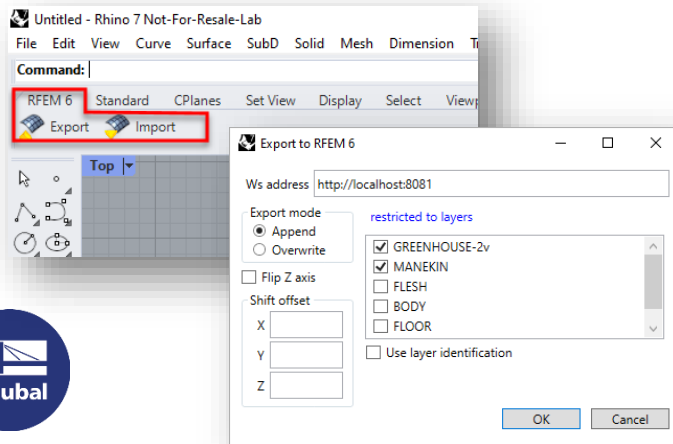 Untitled - Rhino 7 Not-For-Resale-Lab
File Edit View Curve Surface SubD Solid Mesh Dimension
Command:
RFEM 6 Standard CPlanes Set View Display Select
Export Import
Top
Export to RFEM 6
Ws address http://localhost:8081
Export mode
Append
Overwrite
Flip Z axis
Shift offset
X
Y
Z
restricted to layers
GREENHOUSE-2v
MANEKIN
FLESH
BODY
FLOOR
Use layer identification
OK Cancel
ubal